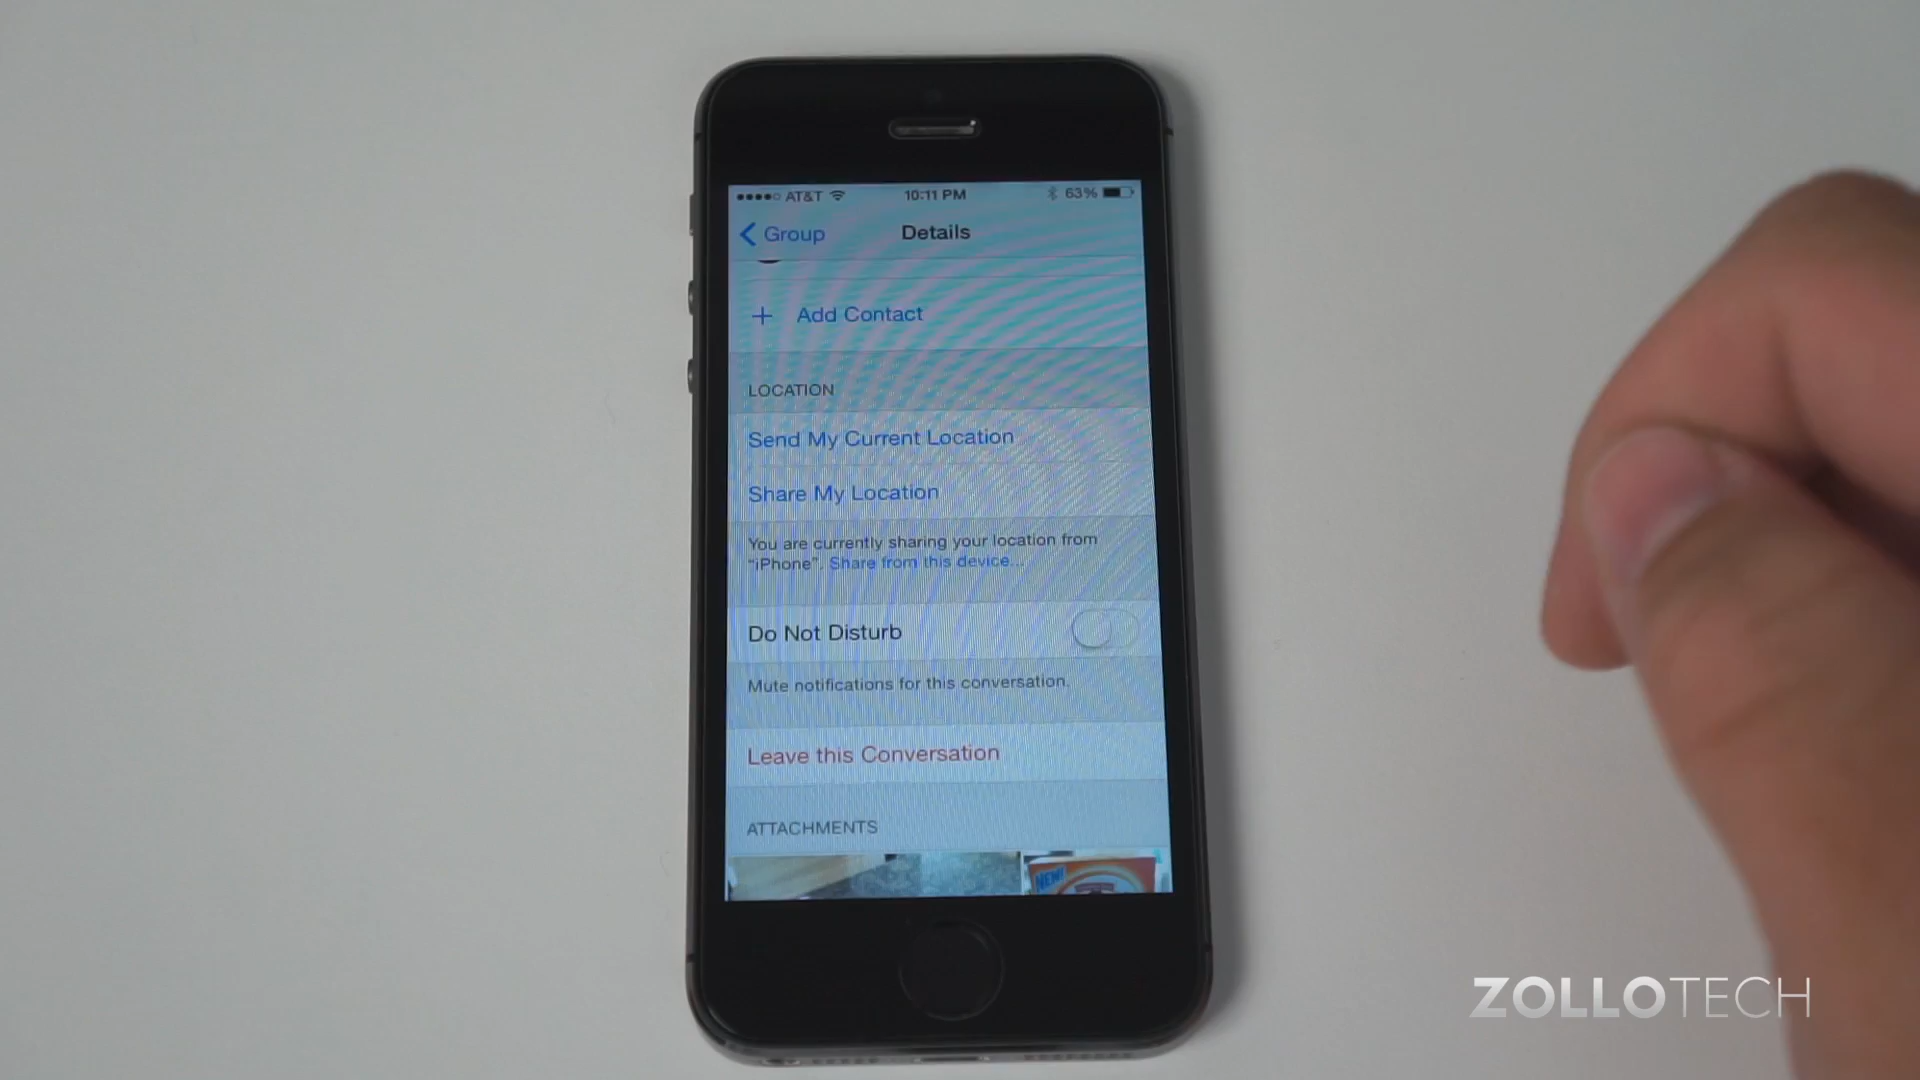 AT&T 10:11 PM 63%
Group Details
+ Add Contact
LOCATION
Send My Current Location
Share My Location
You are currently sharing your location from
“iPhone”. Share from this device...
Do Not Disturb
Mute notifications for this conversation.
Leave this Conversation
ATTACHMENTS
NEW!
ZOLLOTECH